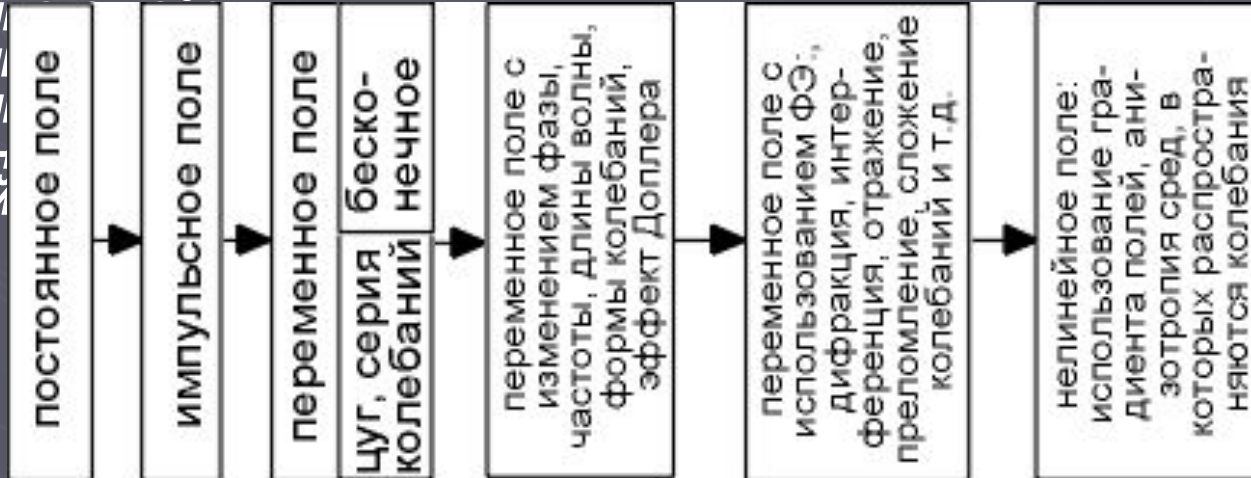 постоянное поле
импульсное поле
переменное поле
цуг, серия
колебаний
беско-
нечное
переменное поле с
изменением фазы,
частоты, длины волны,
формы колебаний,
эффект Доплера
переменное поле с
использованием ФЭ:,
дифракция, интер-
ференция, отражение,
преломление, сложение
колебаний и т.д.
нелинейное поле:
использование гра-
диента полей, ани-
зотропия сред, в
которых распростра-
няются колебания